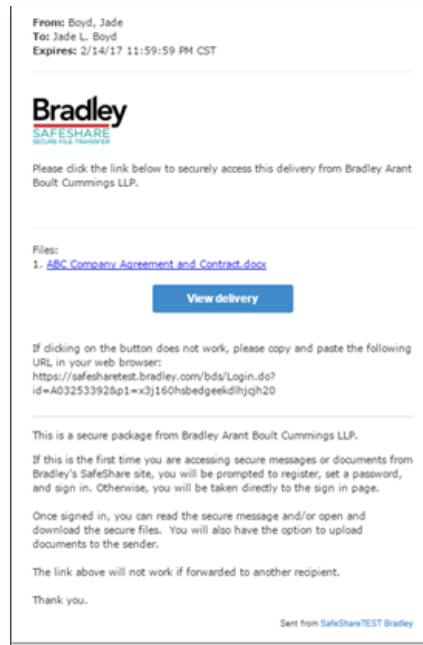 From: Boyd, Jade
To: Jade L. Boyd
Expires: 2/14/17 11:59:59 PM CST
Bradley
SAFESHARE
SECURE FILE TRANSFER
Please click the link below to securely access this delivery from Bradley Arant
Boult Cummings LLP.
Files:
1. ABC Company Agreement and Contract.docx
View delivery
If clicking on the button does not work, please copy and paste the following
URL in your web browser:
https://safesharetest.bradley.com/bds/Login.do?
id=A03253392&p1=x3j160hsbedgeekdlhjcjh20
This is a secure package from Bradley Arant Boult Cummings LLP.
If this is the first time you are accessing secure messages or documents from
Bradley's SafeShare site, you will be prompted to register, set a password,
and sign in. Otherwise, you will be taken directly to the sign in page.
Once signed in, you can read the secure message and/or open and
download the secure files. You will also have the option to upload
documents to the sender.
The link above will not work if forwarded to another recipient.
Thank you.
Sent from SafeShareTEST Bradley